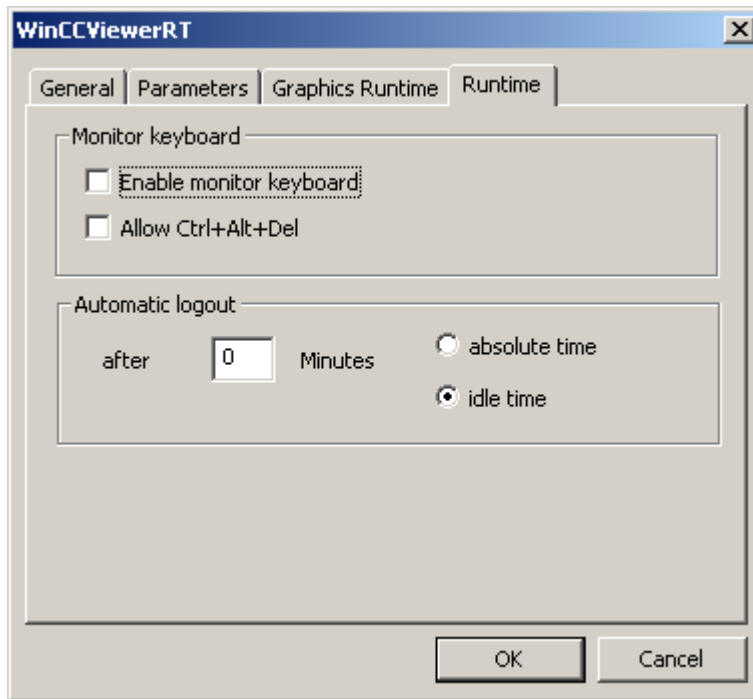 WinCCViewerRT
General Parameters Graphics Runtime Runtime
Monitor keyboard
Enable monitor keyboard
Allow Ctrl+Alt+Del
Automatic logout
after 0 Minutes absolute time
idle time
OK Cancel